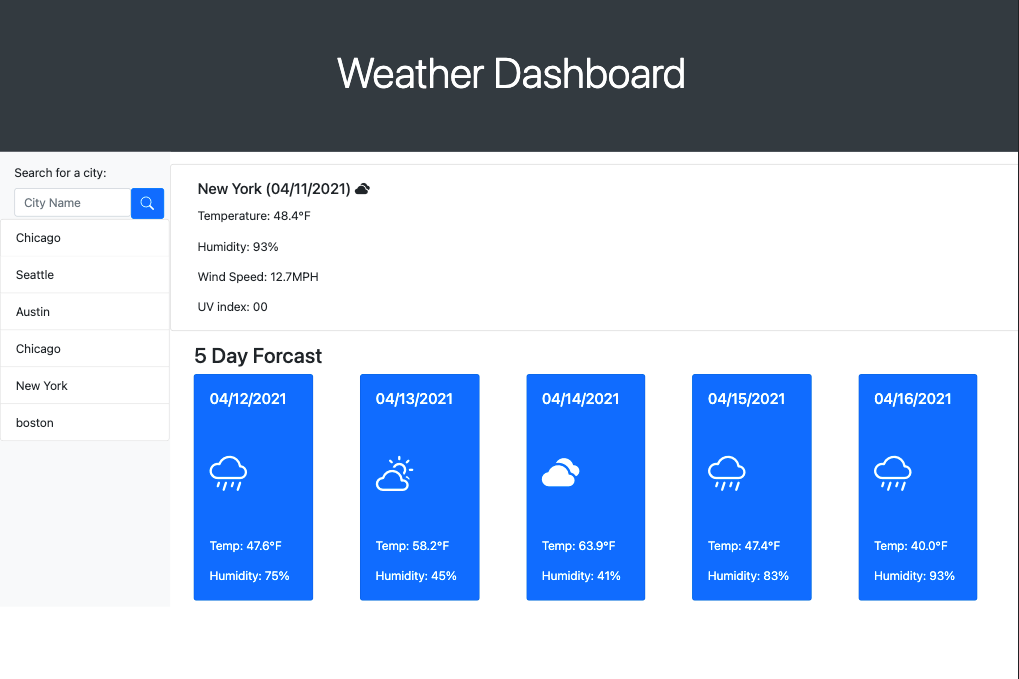 Weather Dashboard
Search for a city:
City Name
Chicago
Seattle
Austin
Chicago
New York
boston
New York (04/11/2021)
Temperature: 48.4°F
Humidity: 93%
Wind Speed: 12.7MPH
UV index: 00
5 Day Forcast
04/12/2021
Temp: 47.6°F
Humidity: 75%
04/13/2021
Temp: 58.2°F
Humidity: 45%
04/14/2021
Temp: 63.9°F
Humidity: 41%
04/15/2021
Temp: 47.4°F
Humidity: 83%
04/16/2021
Temp: 40.0°F
Humidity: 93%